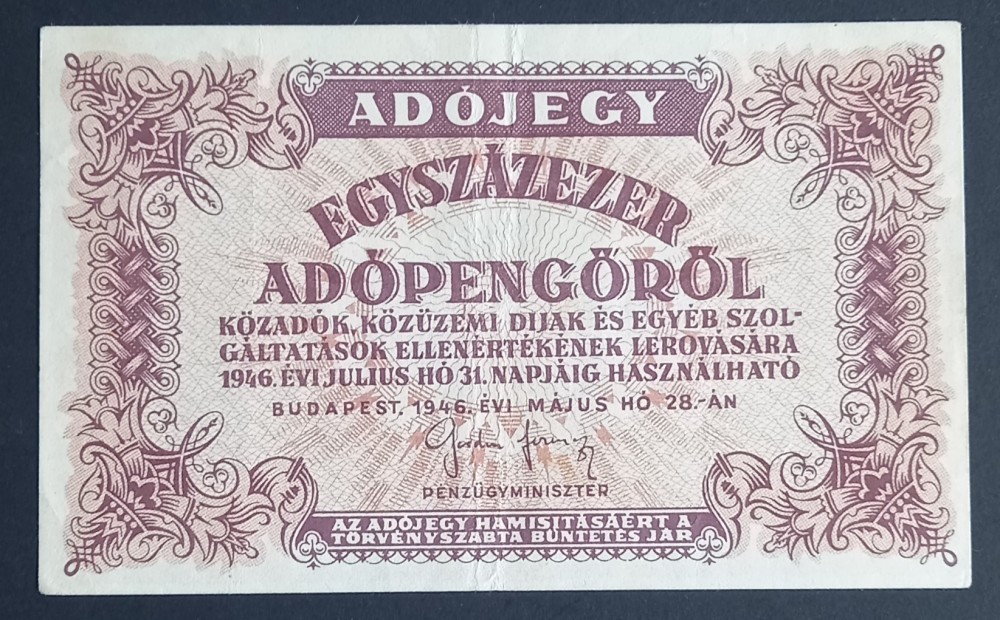 ADÓJEGY
EGYSZÁZEZER
ADÓPENGŐRŐL
KÖZADÓK, KÖZÜZEMI DIJAK ÉS EGYÉB SZOL-
GÁLTATÁSOK ELLENÉRTÉKÉNEK LEROVÁSÁRA
1946. ÉVI JULIUS HÓ 31. NAPJÁIG HASZNÁLHATÓ
BUDAPEST, 1946. ÉVI MÁJUS HÓ 28.-ÁN
PÉNZÜGYMINISZTER
AZ ADÓJEGY HAMISITÁSÁÉRT A
TÖRVÉNYSZABTA BÜNTETÉS JÁR